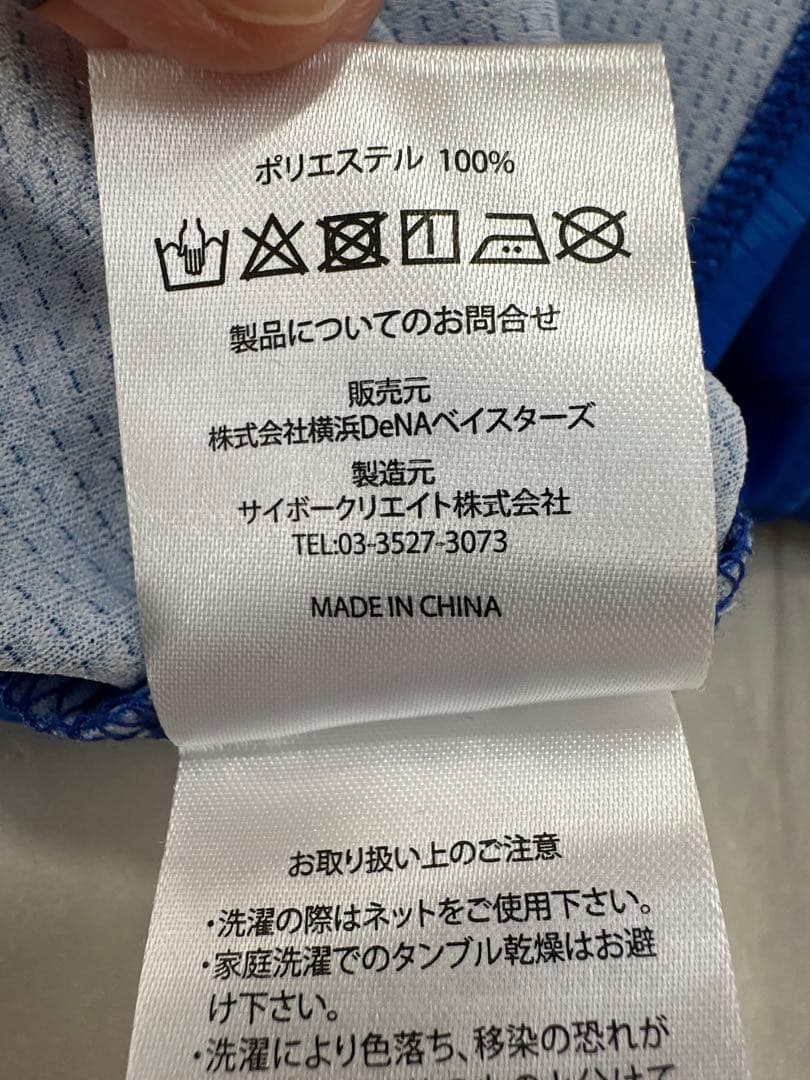 ポリエステル 100%
製品についてのお問合せ
販売元
株式会社横浜DeNAベイスターズ
製造元
サイボークリエイト株式会社
TEL:03-3527-3073
MADE IN CHINA
お取り扱い上のご注意
・洗濯の際はネットをご使用下さい。
・家庭洗濯でのタンブル乾燥はお避
け下さい。
・洗濯により色落ち、移染の恐れが